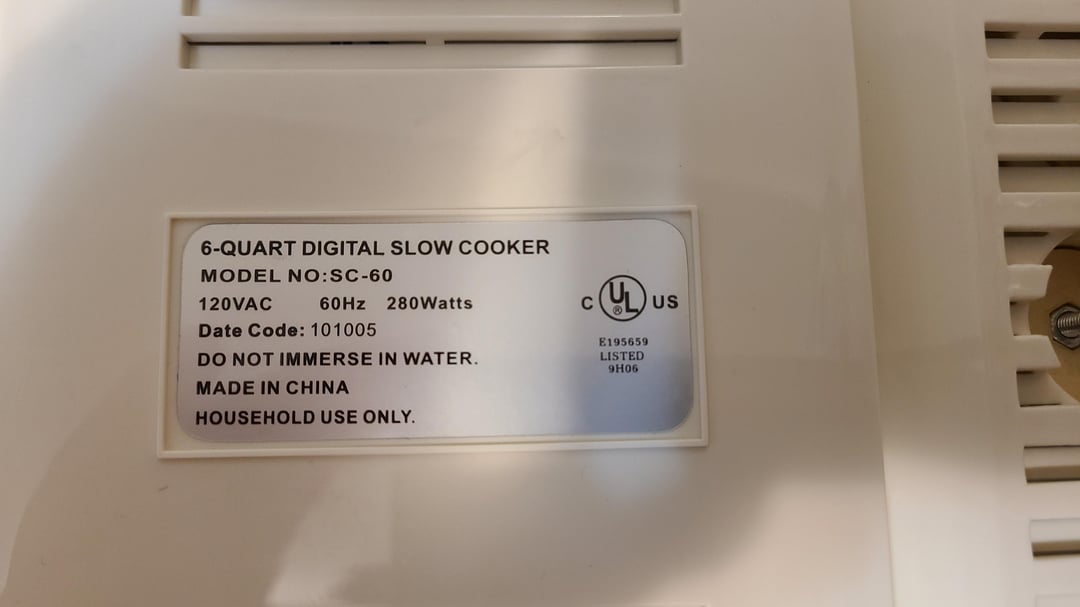 6-QUART DIGITAL SLOW COOKER
MODEL NO:SC-60
120VAC 60Hz 280Watts
Date Code: 101005
DO NOT IMMERSE IN WATER.
MADE IN CHINA
HOUSEHOLD USE ONLY.
C UL® US
E195659
LISTED
9H06